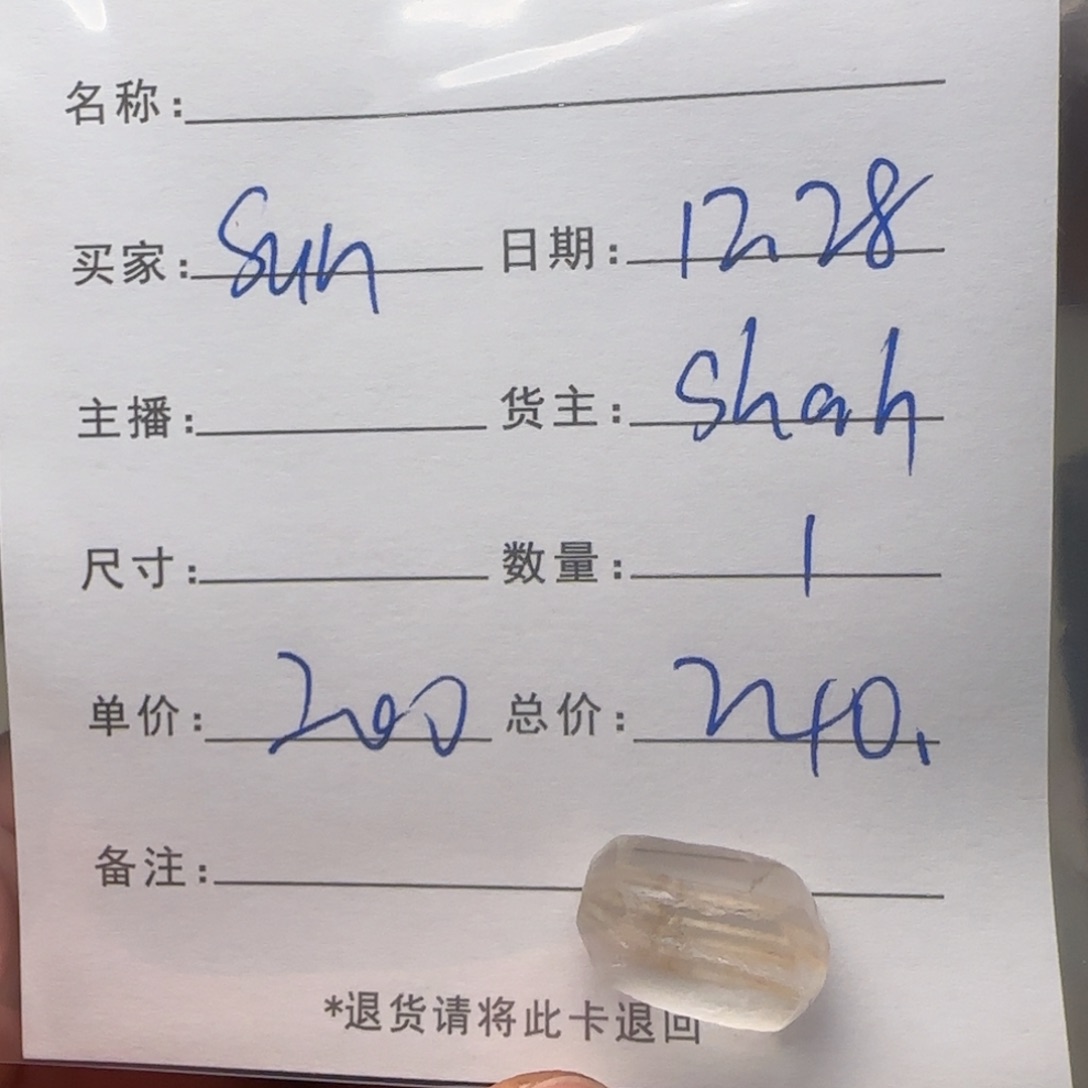 名称：
买家：Sun 日期：12.28
主播： 货主：Shah
尺寸： 数量：1
单价：200 总价：240.
备注：
*退货请将此卡退回